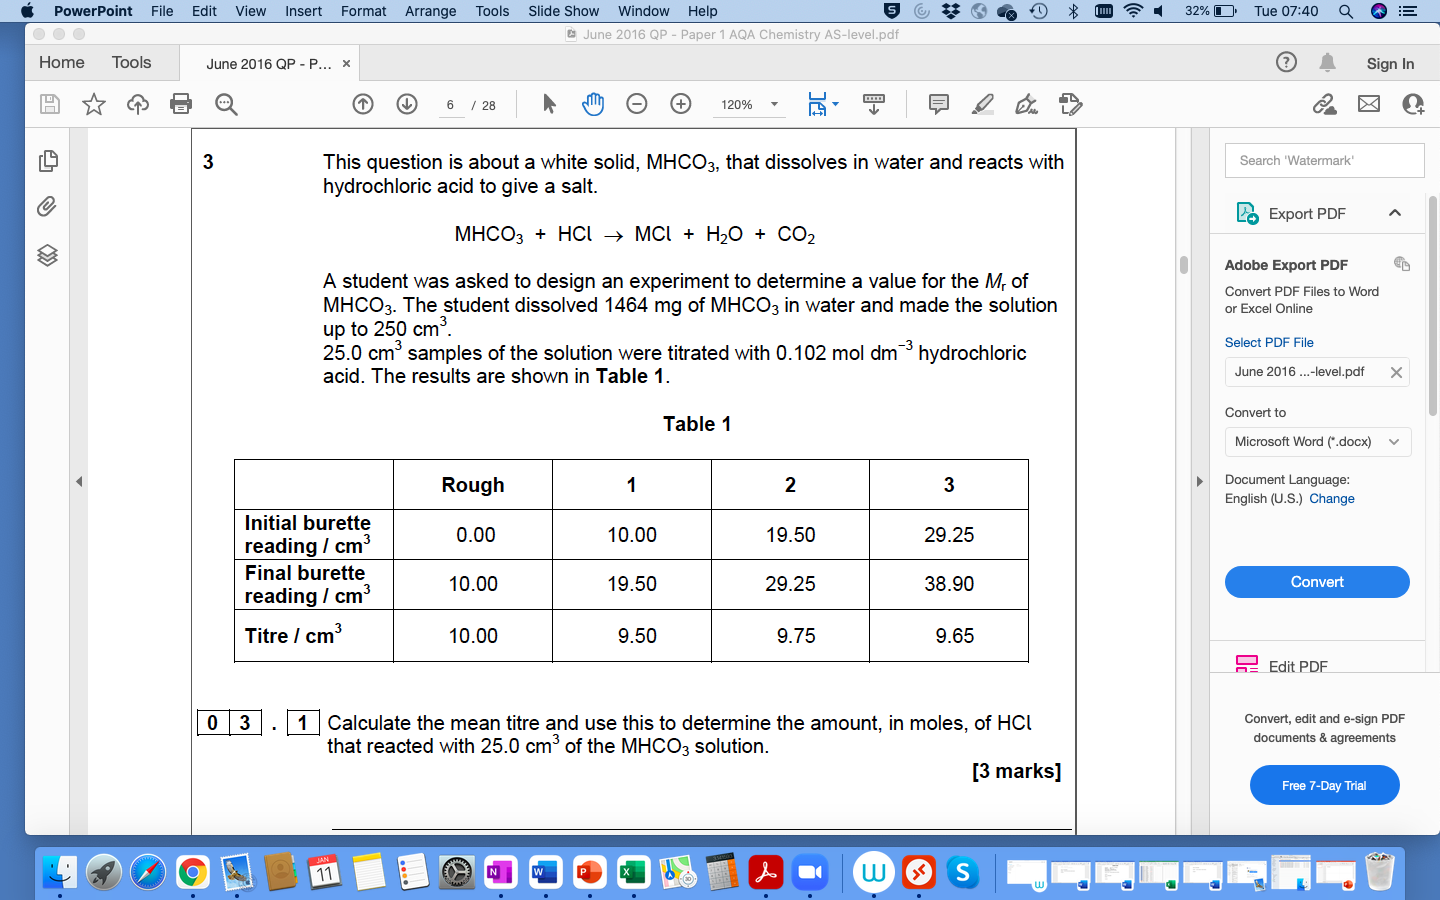 PowerPoint File Edit View Insert Format Arrange Tools Slide Show Window Help 32% Tue 07:40
June 2016 QP - Paper 1 AQA Chemistry AS-level.pdf
Home Tools June 2016 QP - P... × Sign In
6 / 28 120%
3 This question is about a white solid, MHCO₃, that dissolves in water and reacts with
hydrochloric acid to give a salt.
MHCO₃ + HCl → MCl + H₂O + CO₂
A student was asked to design an experiment to determine a value for the Mᵣ of
MHCO₃. The student dissolved 1464 mg of MHCO₃ in water and made the solution
up to 250 cm³.
25.0 cm³ samples of the solution were titrated with 0.102 mol dm⁻³ hydrochloric
acid. The results are shown in Table 1.
Table 1
Rough 1 2 3
Initial burette
reading / cm³ 0.00 10.00 19.50 29.25
Final burette
reading / cm³ 10.00 19.50 29.25 38.90
Titre / cm³ 10.00 9.50 9.75 9.65
0 3 . 1 Calculate the mean titre and use this to determine the amount, in moles, of HCl
that reacted with 25.0 cm³ of the MHCO₃ solution.
[3 marks]
Search 'Watermark'
Export PDF
Adobe Export PDF
Convert PDF Files to Word
or Excel Online
Select PDF File
June 2016 ...-level.pdf
Convert to
Microsoft Word (*.docx)
Document Language:
English (U.S.) Change
Convert
Edit PDF
Convert, edit and e-sign PDF
documents & agreements
Free 7-Day Trial
JAN
11
N W P X W S